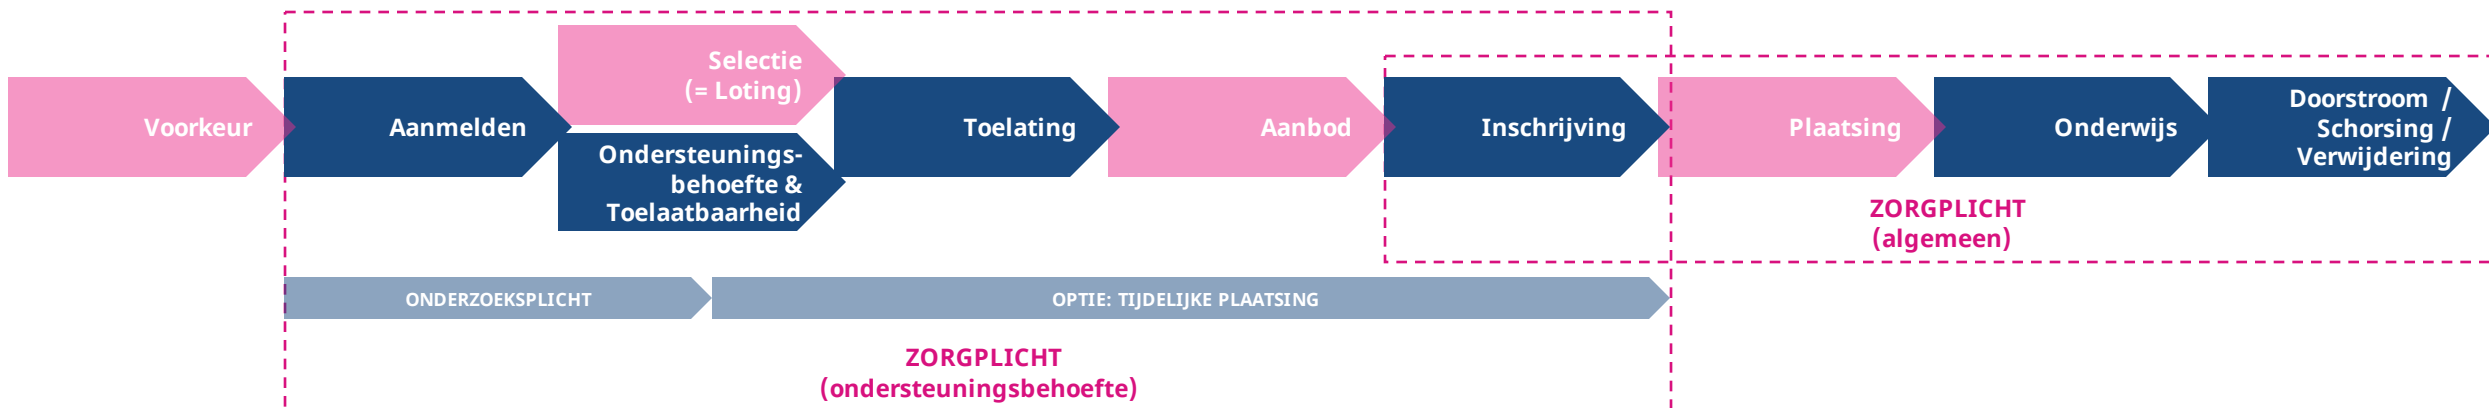 Voorkeur
Aanmelden
Selectie
(= Loting)
Ondersteunings-
behoefte &
Toelaatbaarheid
Toelating
Aanbod
Inschrijving
Plaatsing
Onderwijs
Doorstroom /
Schorsing /
Verwijdering
ZORGPLICHT
(algemeen)
ONDERZOEKSPLICHT
OPTIE: TIJDELIJKE PLAATSING
ZORGPLICHT
(ondersteuningsbehoefte)